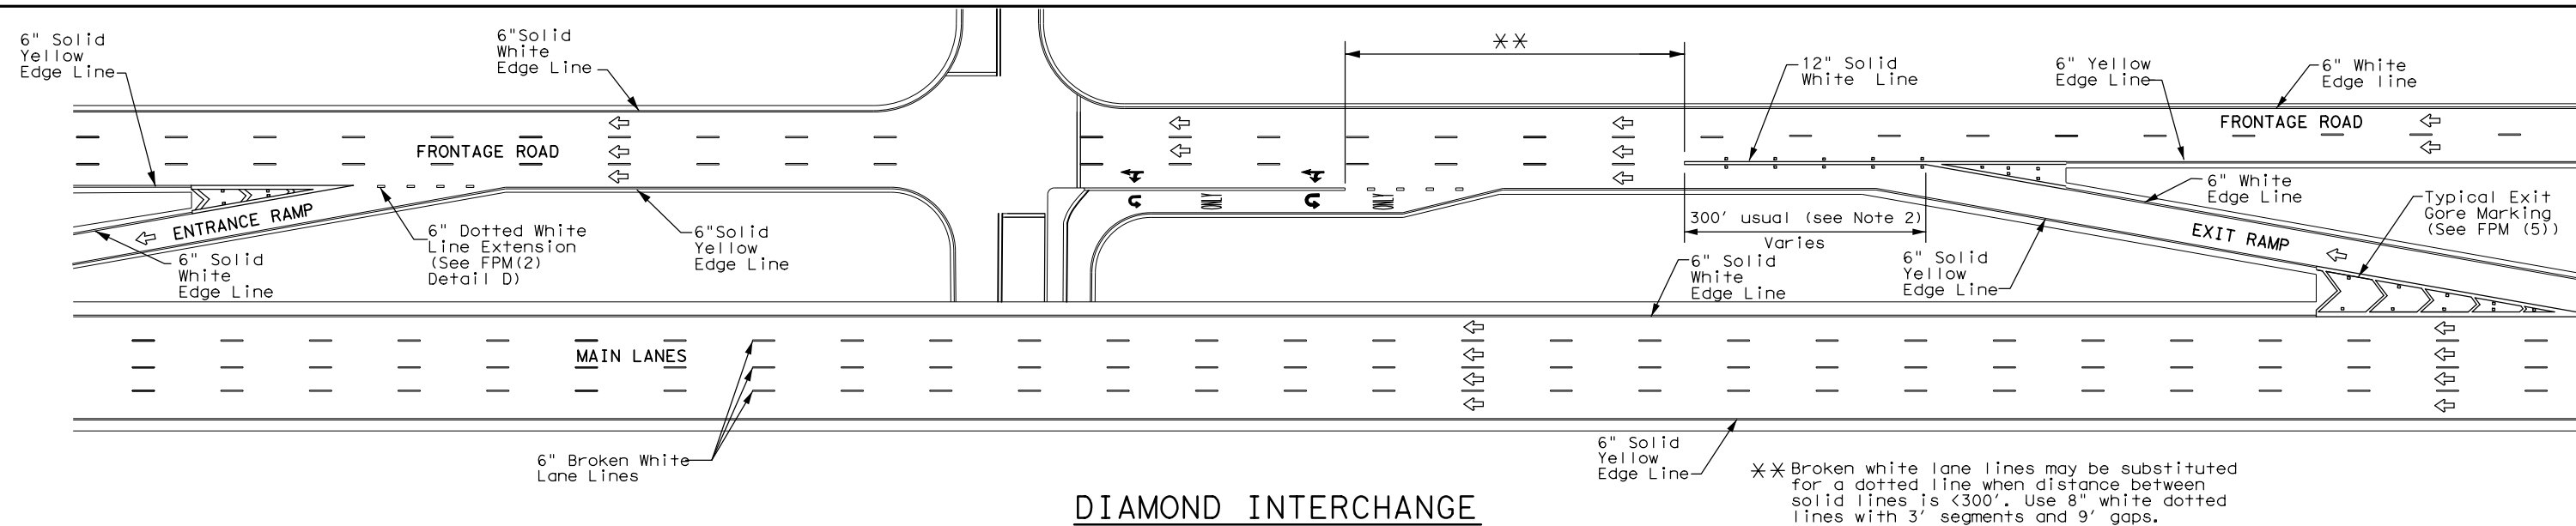 6" Solid
Yellow
Edge Line
6"Solid
White
Edge Line
**
12" Solid
White Line
6" Yellow
Edge Line
6" White
Edge line
FRONTAGE ROAD
FRONTAGE ROAD
ENTRANCE RAMP
6" Solid
White
Edge Line
6" Dotted White
Line Extension
(See FPM(2)
Detail D)
6"Solid
Yellow
Edge Line
ONLY
ONLY
300' usual (see Note 2)
Varies
6" Solid
White
Edge Line
6" Solid
Yellow
Edge Line
6" White
Edge Line
EXIT RAMP
Typical Exit
Gore Marking
(See FPM (5))
MAIN LANES
6" Broken White
Lane Lines
6" Solid
Yellow
Edge Line
** Broken white lane lines may be substituted
for a dotted line when distance between
solid lines is <300'. Use 8" white dotted
lines with 3' segments and 9' gaps.
DIAMOND INTERCHANGE